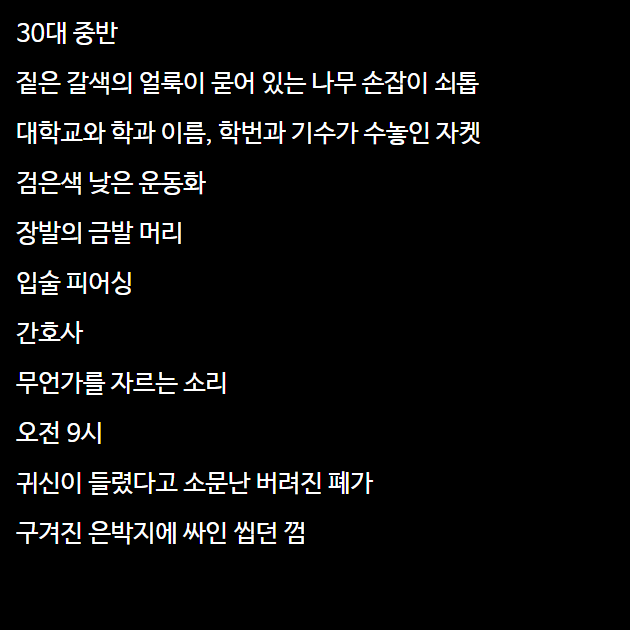 30대 중반
짙은 갈색의 얼룩이 묻어 있는 나무 손잡이 쇠톱
대학교와 학과 이름, 학번과 기수가 수놓인 자켓
검은색 낮은 운동화
장발의 금발 머리
입술 피어싱
간호사
무언가를 자르는 소리
오전 9시
귀신이 들렸다고 소문난 버려진 폐가
구겨진 은박지에 싸인 씹던 껌